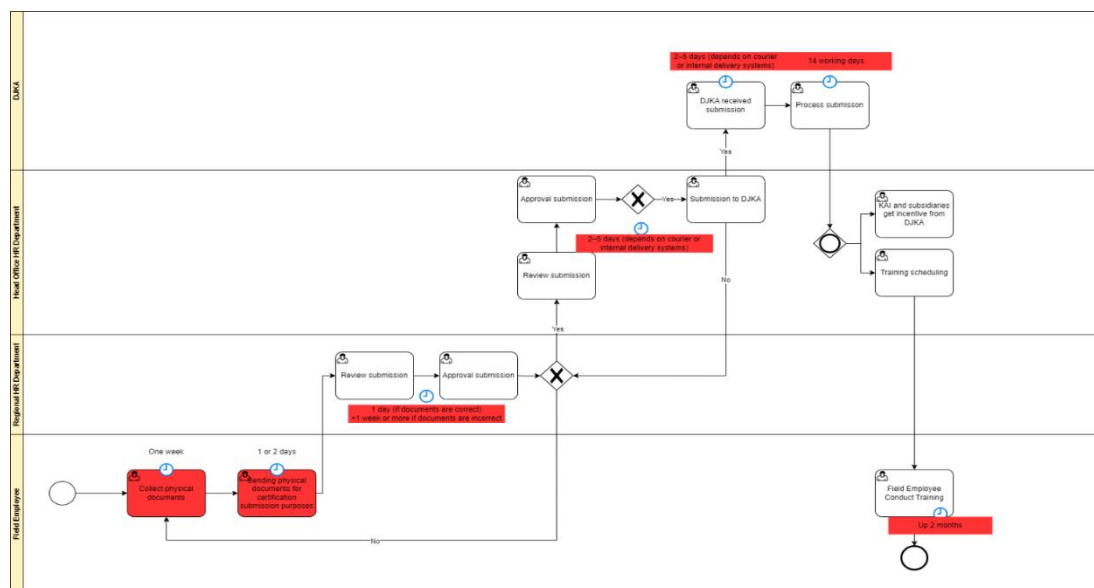 DJKA
2–5 days (depends on courier
or internal delivery systems)
14 working days
DJKA received
submission
Process submisson
Yes
Head Office HR Department
Approval submission
Yes
Submission to DJKA
2–5 days (depends on courier or
internal delivery systems)
Review submission
KAI and subsidiaries
get incentive from
DJKA
Training scheduling
No
Yes
Regional HR Department
Review submission
Approval submission
1 day (if documents are correct)
+1 week or more if documents are incorrect
Field Employee
One week
Collect physical
documents
1 or 2 days
Sending physical
documents for
certification
submission purposes
No
Field Employee
Conduct Training
Up 2 months